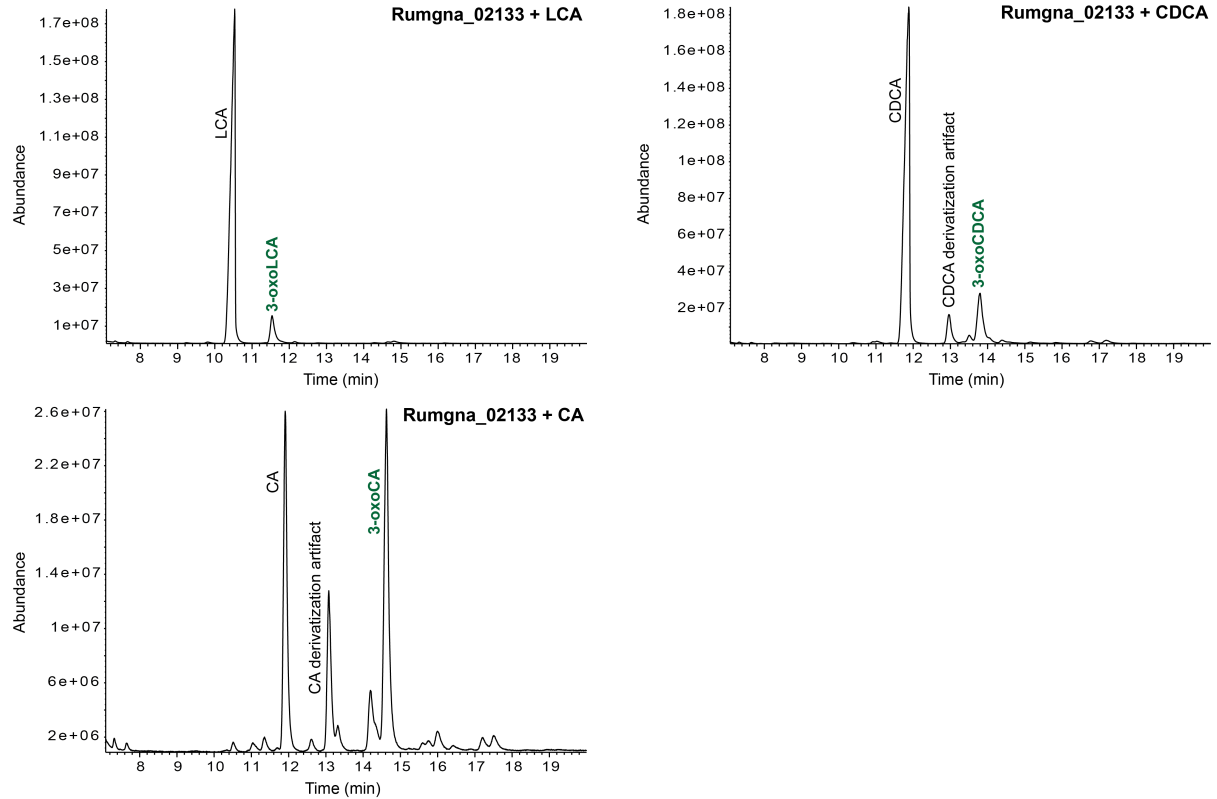 Rumgna_02133 + LCA
1.7e+08
1.5e+08
1.3e+08
1.1e+08
9e+07
7e+07
5e+07
3e+07
1e+07
Abundance
LCA
3-oxoLCA
8 9 10 11 12 13 14 15 16 17 18 19
Time (min)
Rumgna_02133 + CDCA
1.8e+08
1.6e+08
1.4e+08
1.2e+08
1e+08
8e+07
6e+07
4e+07
2e+07
Abundance
CDCA
CDCA derivatization artifact
3-oxoCDCA
8 9 10 11 12 13 14 15 16 17 18 19
Time (min)
Rumgna_02133 + CA
2.6e+07
2.2e+07
1.8e+07
1.4e+07
1e+07
6e+06
2e+06
Abundance
CA
CA derivatization artifact
3-oxoCA
8 9 10 11 12 13 14 15 16 17 18 19
Time (min)